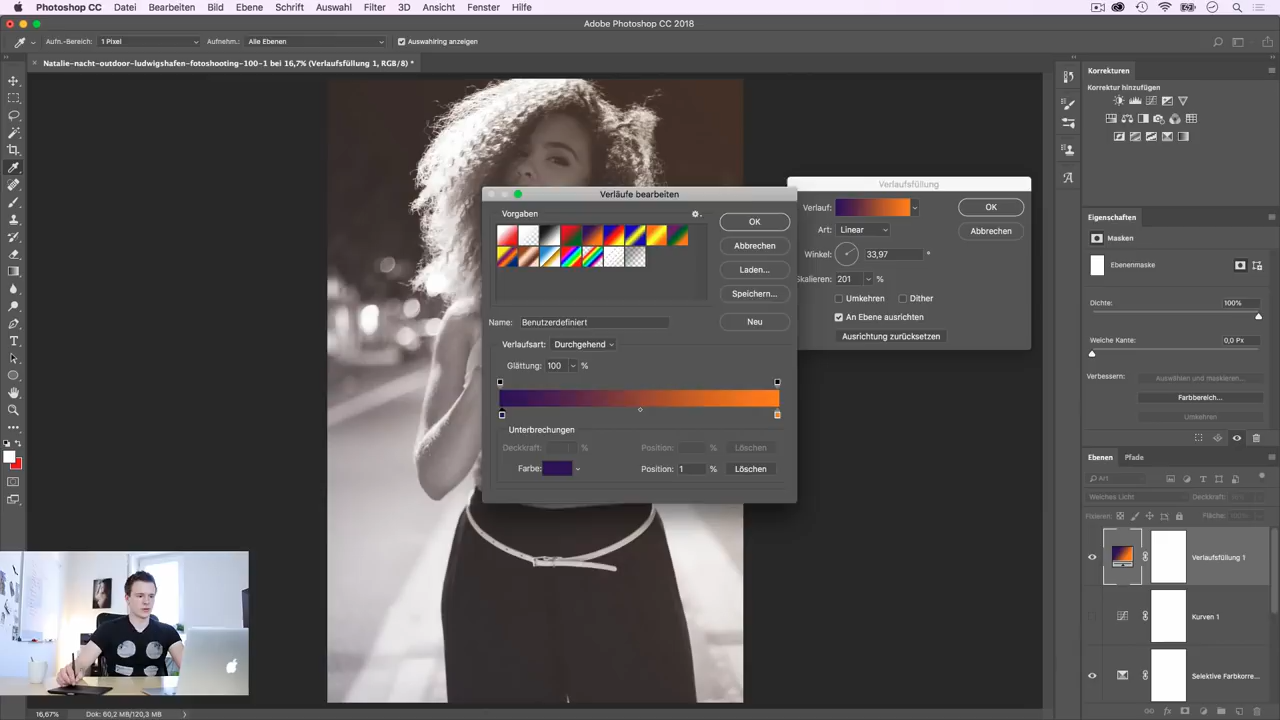 Photoshop CC Datei Bearbeiten Bild Ebene Schrift Auswahl Filter 3D Ansicht Fenster Hilfe
Adobe Photoshop CC 2018
Aufn.-Bereich: 1 Pixel Aufnehm.: Alle Ebenen Auswahlring anzeigen
Natalie-nacht-outdoor-ludwigshafen-fotoshooting-100-1 bei 16,7% (Verlaufsfüllung 1, RGB/8) *
Korrekturen
Korrektur hinzufügen
Verläufe bearbeiten
Vorgaben
OK
Abbrechen
Laden...
Speichern...
Name: Benutzerdefiniert
Neu
Verlaufsart: Durchgehend
Glättung: 100 %
Unterbrechungen
Deckkraft: % Position: % Löschen
Farbe: Position: 1 % Löschen
Verlaufsfüllung
Verlauf: OK
Art: Linear Abbrechen
Winkel: 33,97 °
Skalieren: 201 %
Umkehren Dither
An Ebene ausrichten
Ausrichtung zurücksetzen
Eigenschaften
Masken
Ebenenmaske
Dichte: 100%
Weiche Kante: 0,0 Px
Verbessern: Auswählen und maskieren...
Farbbereich...
Umkehren
Ebenen Pfade
Art
Weiches Licht Deckkraft:
Fixieren: Fläche:
Verlaufsfüllung 1
Kurven 1
Selektive Farbkorre...
16,67% Dok: 60,2 MB/120,3 MB